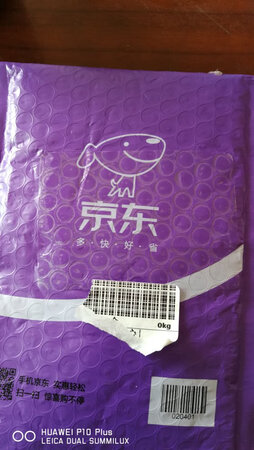 京东
多·快·好·省
0kg
手机京东 实惠轻松
扫一扫 惊喜购不停
020401
HUAWEI P10 Plus
LEICA DUAL SUMMILUX